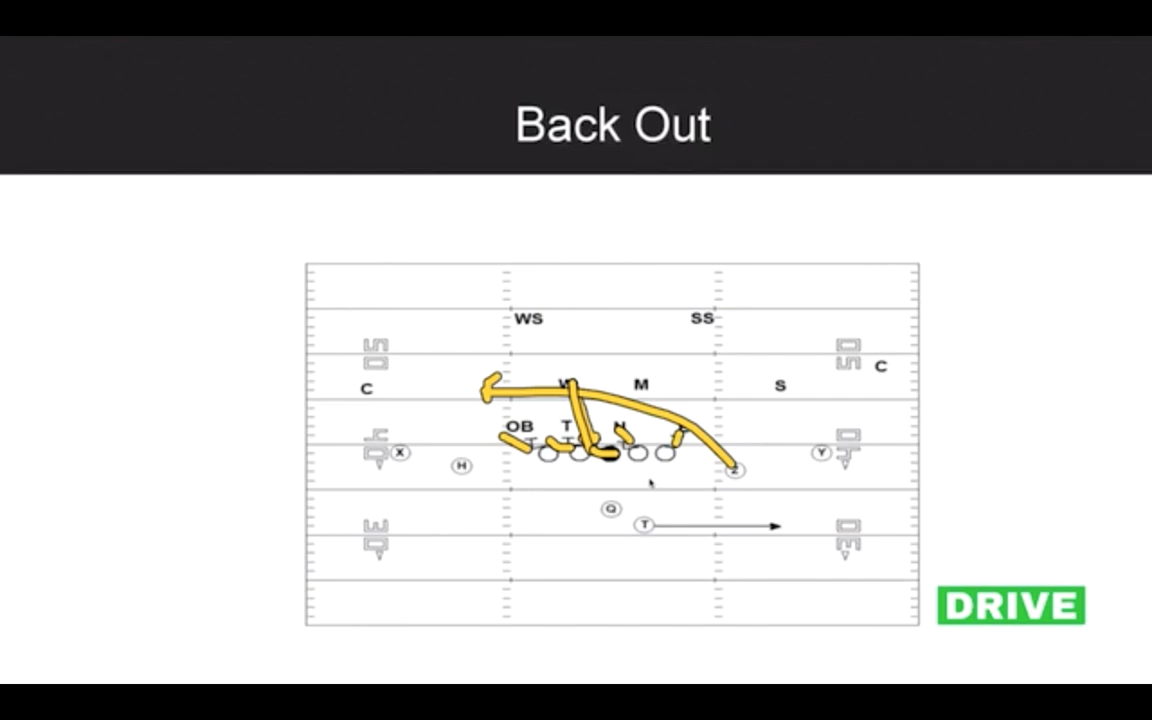 Back Out
WS SS
50 50
C
C W M S
OB T N
40 40
X Y
H Z
Q
T
30 30
DRIVE